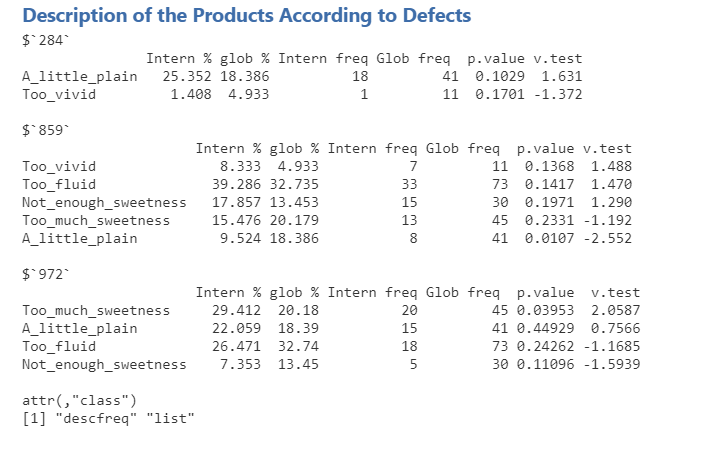 Description of the Products According to Defects
$`284`
Intern % glob % Intern freq Glob freq p.value v.test
A_little_plain 25.352 18.386 18 41 0.1029 1.631
Too_vivid 1.408 4.933 1 11 0.1701 -1.372
$`859`
Intern % glob % Intern freq Glob freq p.value v.test
Too_vivid 8.333 4.933 7 11 0.1368 1.488
Too_fluid 39.286 32.735 33 73 0.1417 1.470
Not_enough_sweetness 17.857 13.453 15 30 0.1971 1.290
Too_much_sweetness 15.476 20.179 13 45 0.2331 -1.192
A_little_plain 9.524 18.386 8 41 0.0107 -2.552
$`972`
Intern % glob % Intern freq Glob freq p.value v.test
Too_much_sweetness 29.412 20.18 20 45 0.03953 2.0587
A_little_plain 22.059 18.39 15 41 0.44929 0.7566
Too_fluid 26.471 32.74 18 73 0.24262 -1.1685
Not_enough_sweetness 7.353 13.45 5 30 0.11096 -1.5939
attr(,"class")
[1] "descfreq" "list"